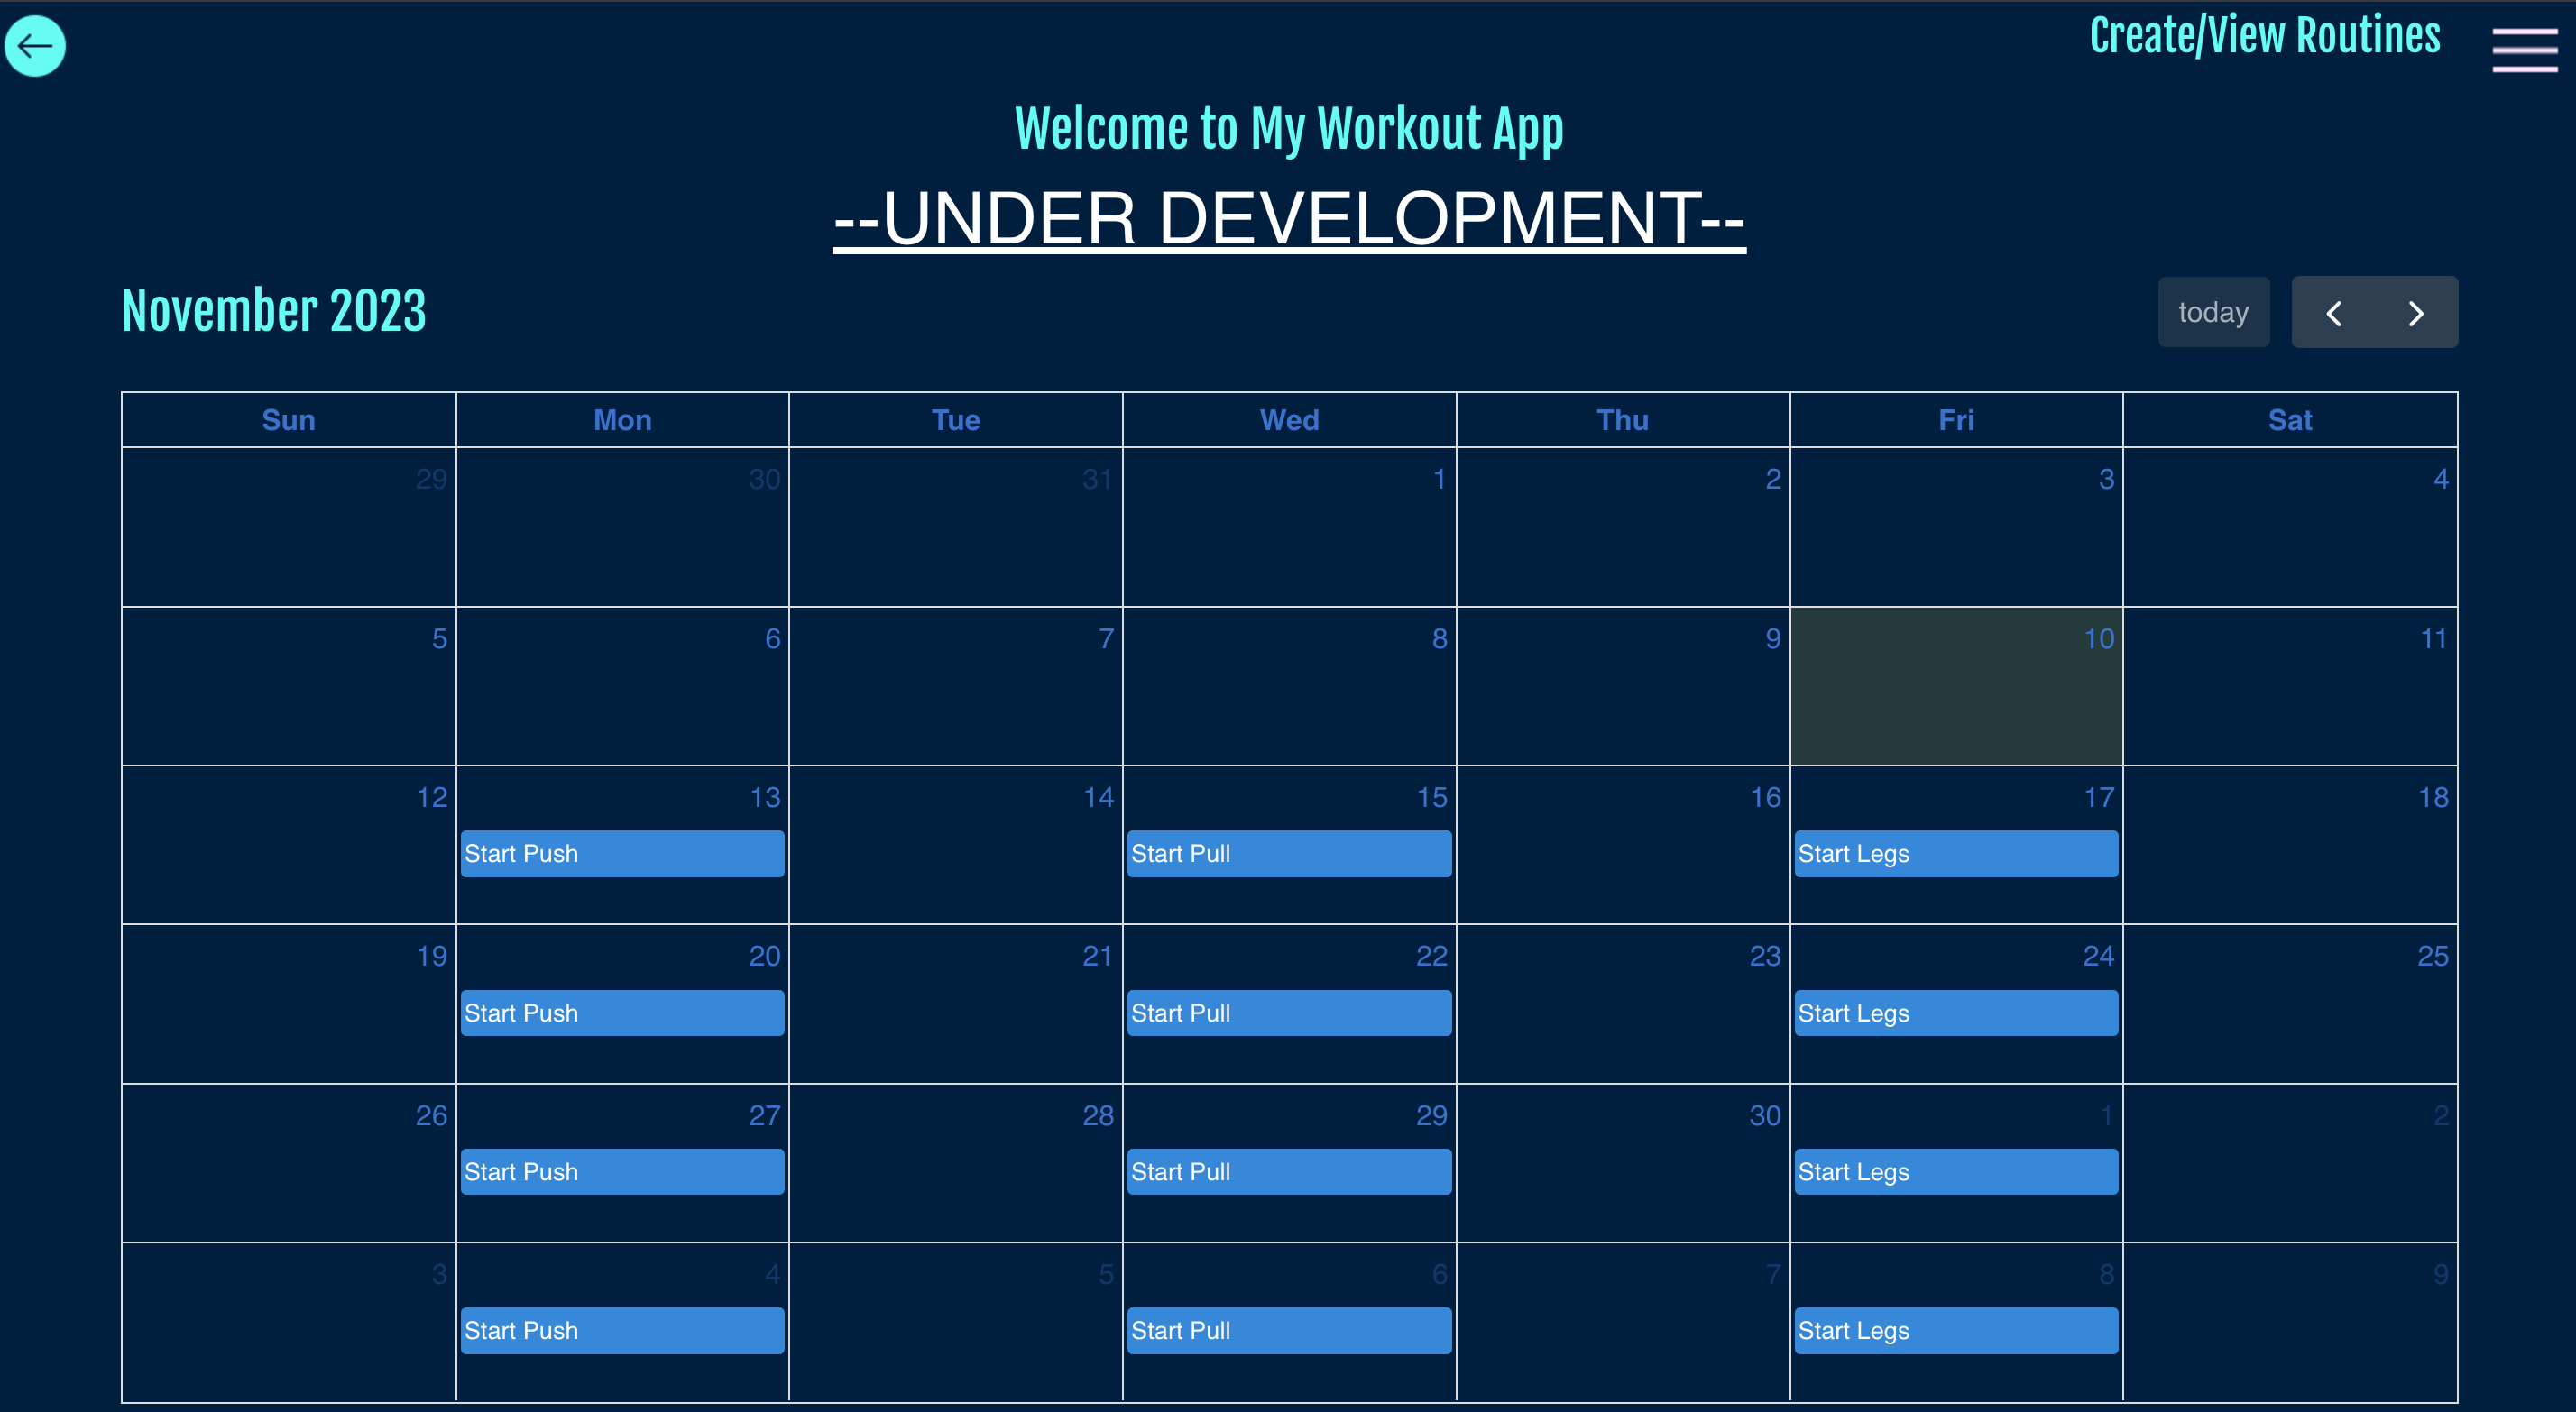 Create/View Routines
Welcome to My Workout App
--UNDER DEVELOPMENT--
November 2023
today
Sun Mon Tue Wed Thu Fri Sat
29 30 31 1 2 3 4
5 6 7 8 9 10 11
12 13 14 15 16 17 18
Start Push Start Pull Start Legs
19 20 21 22 23 24 25
Start Push Start Pull Start Legs
26 27 28 29 30 1 2
Start Push Start Pull Start Legs
3 4 5 6 7 8 9
Start Push Start Pull Start Legs